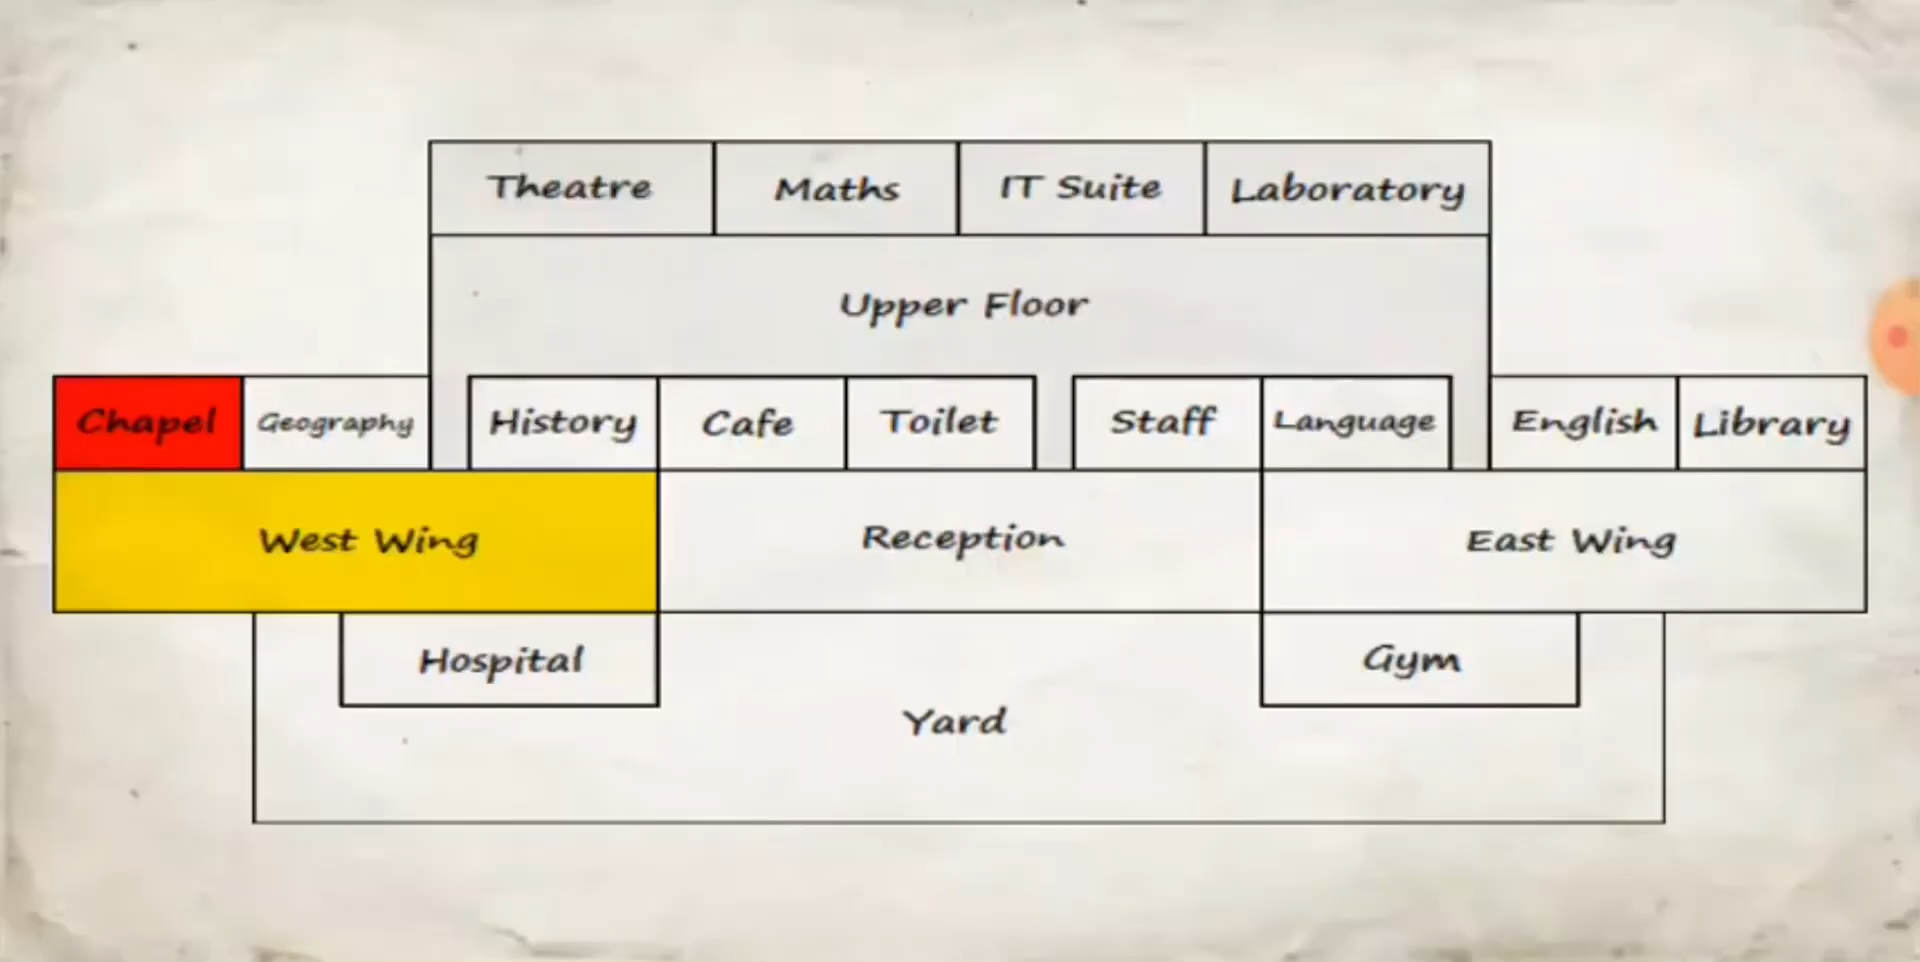 Theatre
Maths
IT Suite
Laboratory
Upper Floor
Chapel
Geography
History
Cafe
Toilet
Staff
Language
English
Library
West Wing
Reception
East Wing
Hospital
Gym
Yard